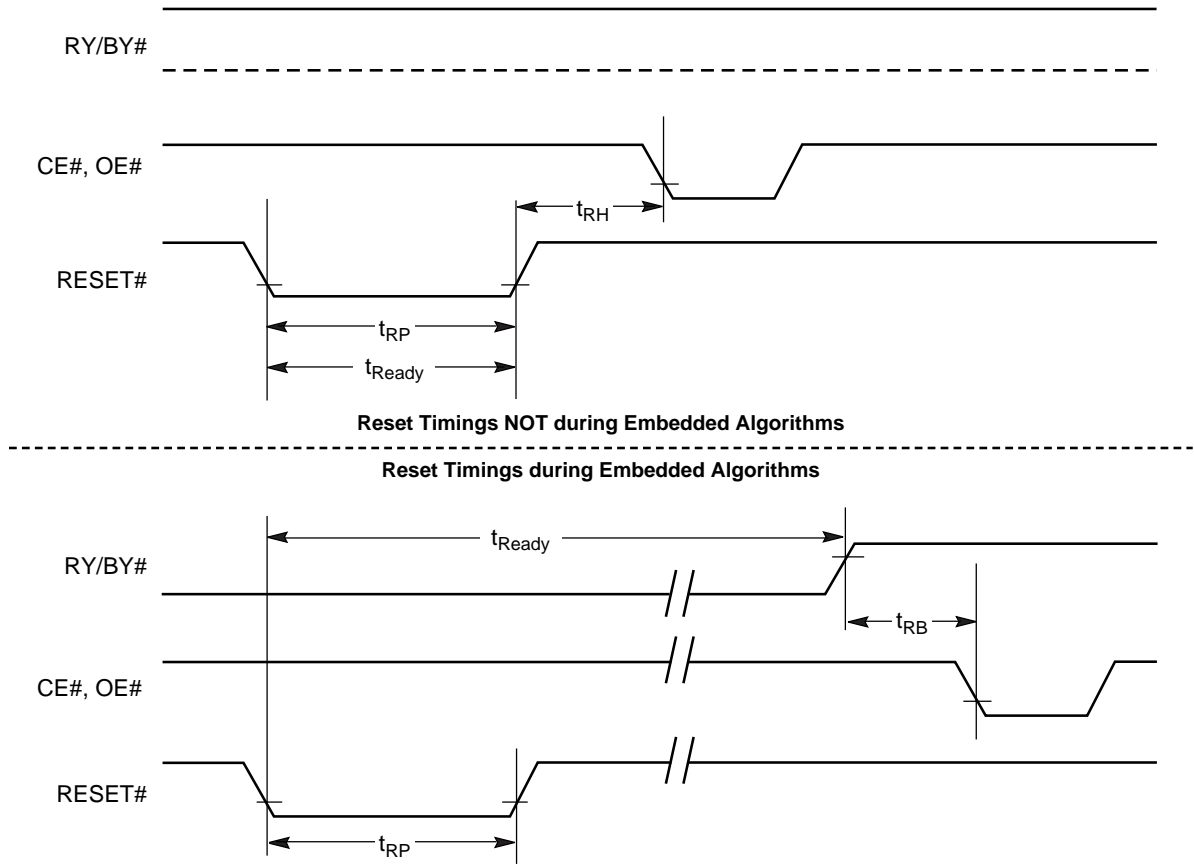 RY/BY#
CE#, OE#
tRH
RESET#
tRP
tReady
Reset Timings NOT during Embedded Algorithms
Reset Timings during Embedded Algorithms
tReady
RY/BY#
tRB
CE#, OE#
RESET#
tRP